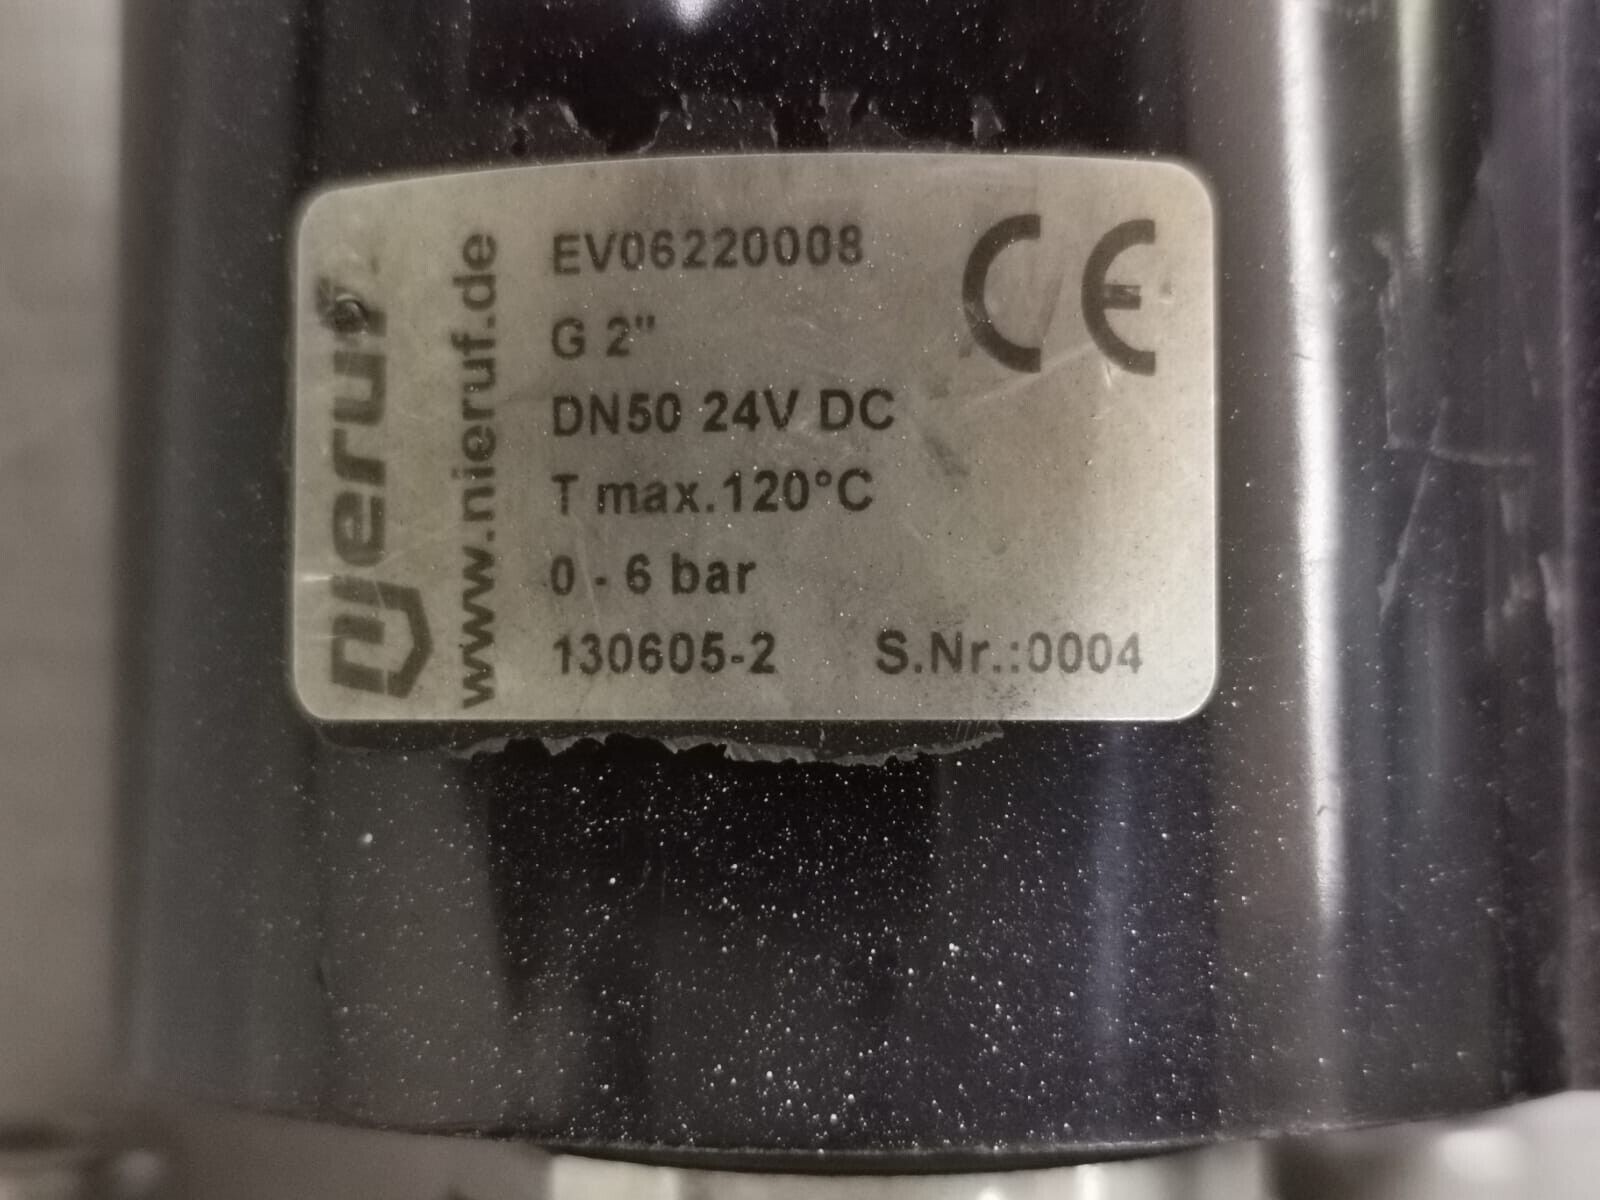 nieruf
www.nieruf.de
EV06220008
G 2"
DN50 24V DC
T max.120°C
0 - 6 bar
130605-2 S.Nr.:0004
CE